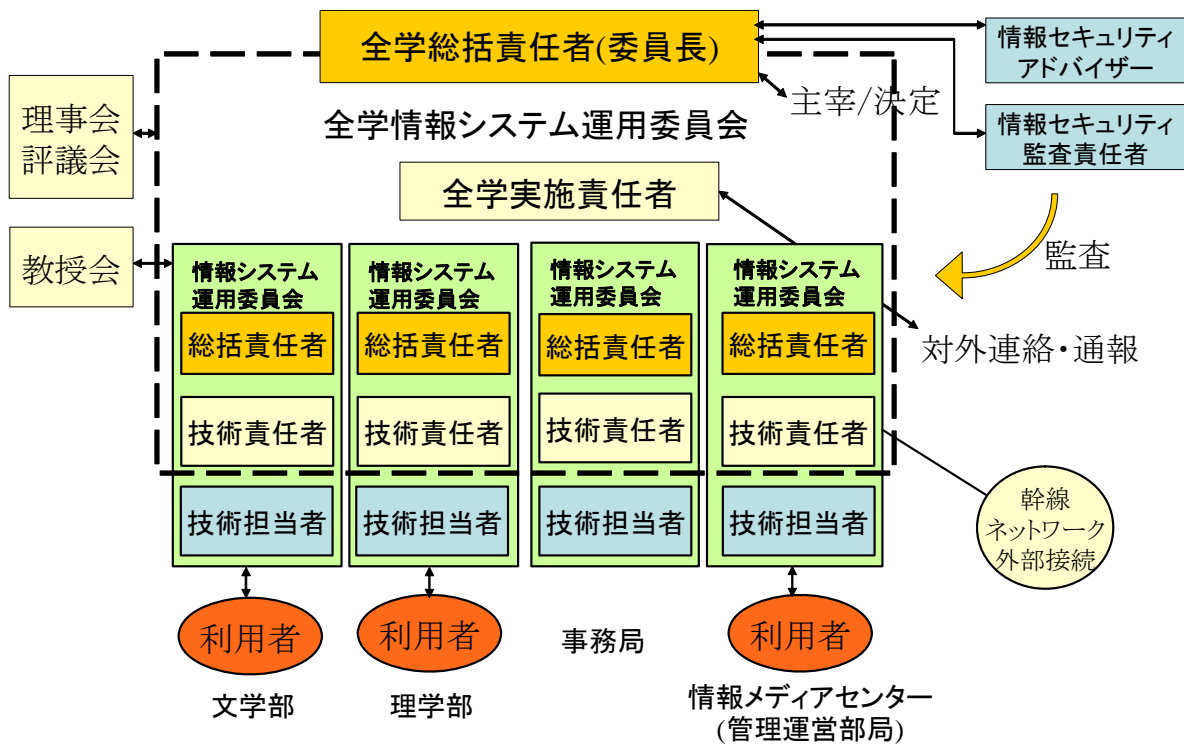 全学総括責任者(委員長)
情報セキュリティ
アドバイザー
主宰/決定
理事会
評議会
全学情報システム運用委員会
情報セキュリティ
監査責任者
全学実施責任者
教授会
監査
情報システム
運用委員会
総括責任者
技術責任者
技術担当者
情報システム
運用委員会
総括責任者
技術責任者
技術担当者
情報システム
運用委員会
総括責任者
技術責任者
技術担当者
情報システム
運用委員会
総括責任者
技術責任者
技術担当者
対外連絡・通報
幹線
ネットワーク
外部接続
利用者
利用者
事務局
利用者
文学部
理学部
情報メディアセンター
(管理運営部局)